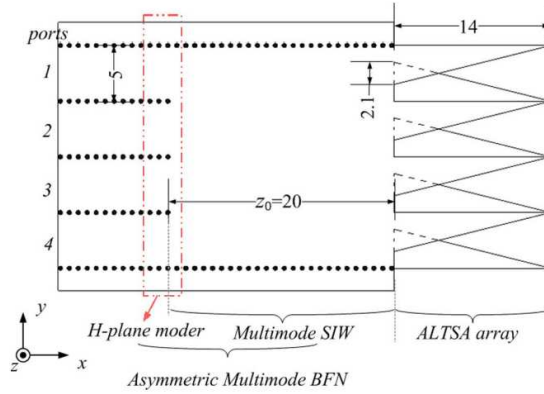 ports
14
1
5
2.1
2
3
z₀=20
4
y
z
x
H-plane moder
Multimode SIW
ALTSA array
Asymmetric Multimode BFN